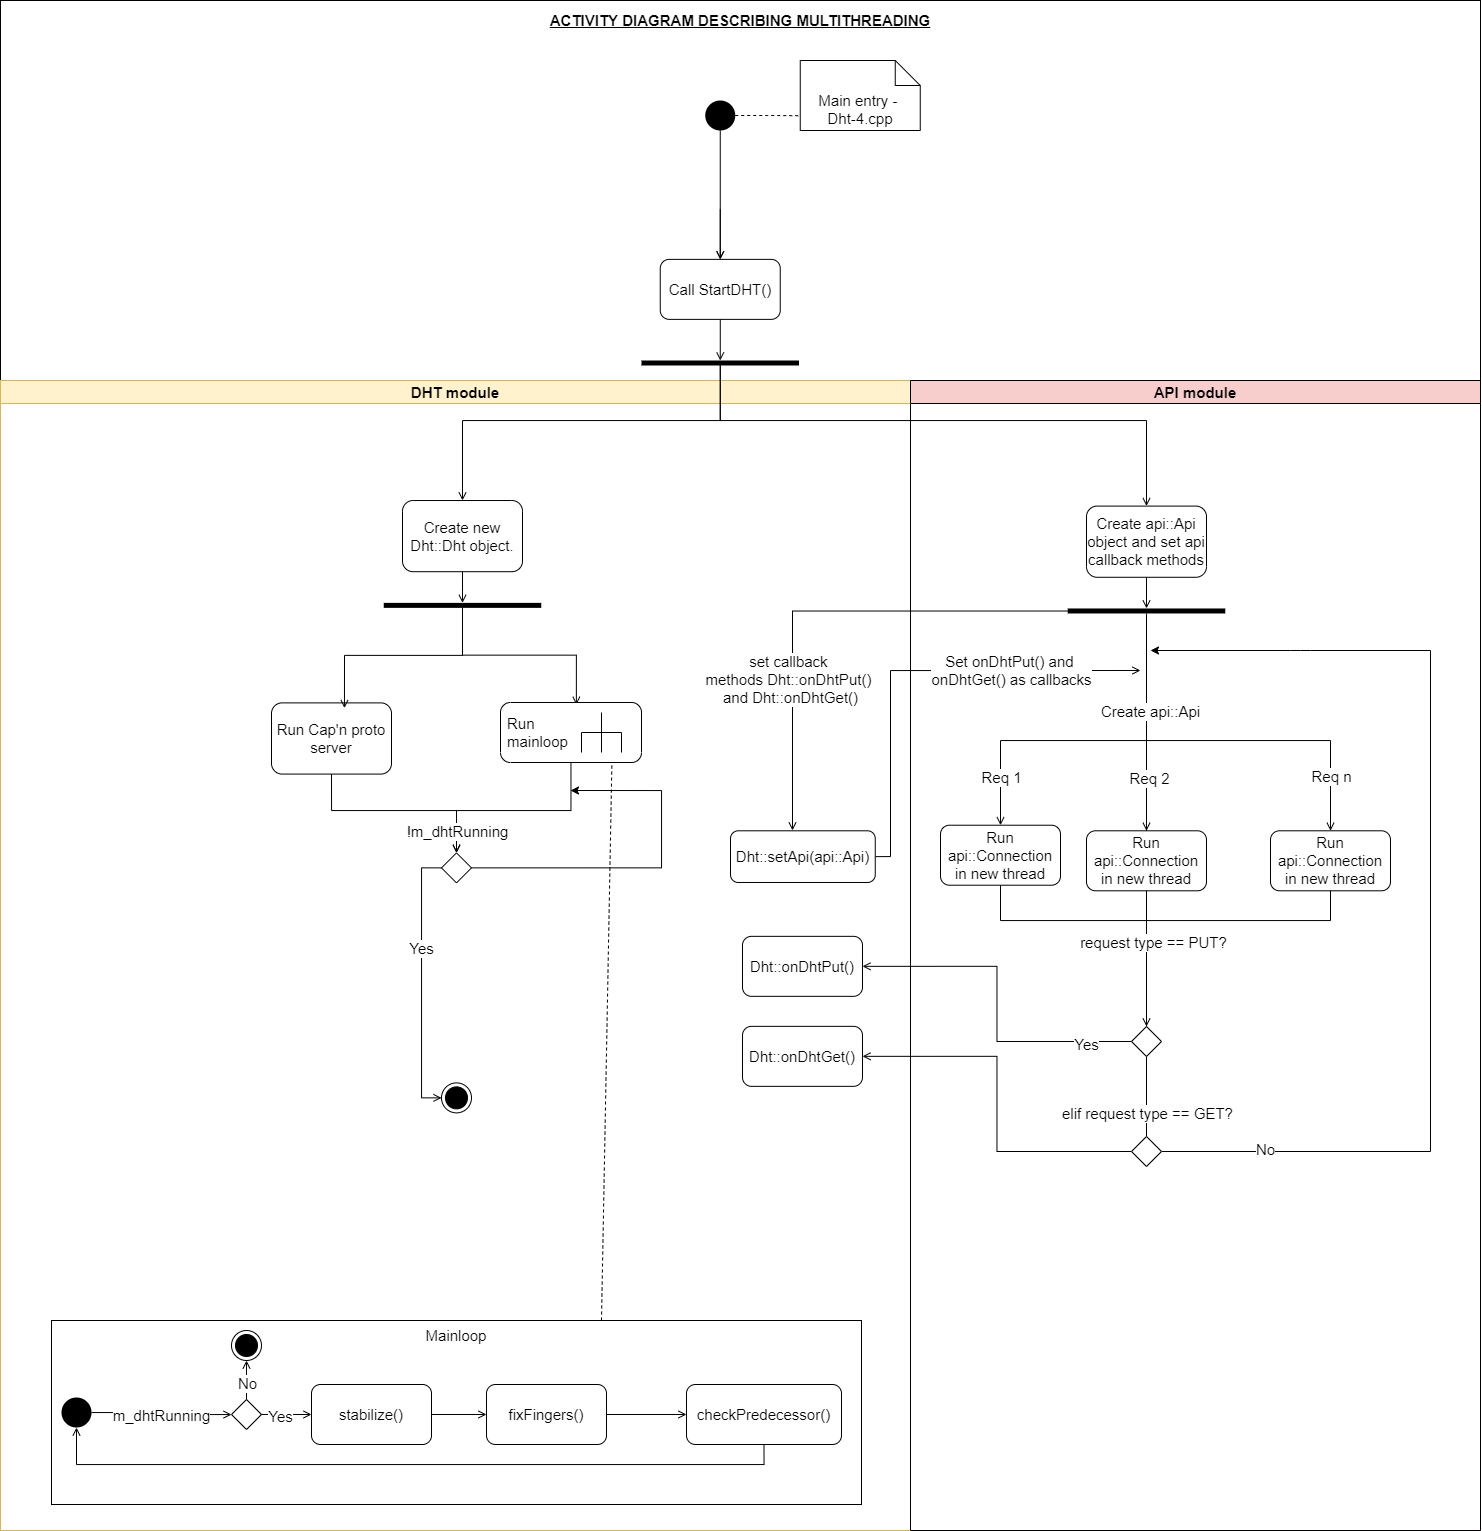 ACTIVITY DIAGRAM DESCRIBING MULTITHREADING
Main entry -
Dht-4.cpp
Call StartDHT()
DHT module
API module
Create new
Dht::Dht object.
Create api::Api
object and set api
callback methods
set callback
methods Dht::onDhtPut()
and Dht::onDhtGet()
Set onDhtPut() and
onDhtGet() as callbacks
Create api::Api
Run Cap'n proto
server
Run
mainloop
Req 1
Req 2
Req n
!m_dhtRunning
Dht::setApi(api::Api)
Run
api::Connection
in new thread
Run
api::Connection
in new thread
Run
api::Connection
in new thread
Yes
request type == PUT?
Dht::onDhtPut()
Yes
Dht::onDhtGet()
elif request type == GET?
No
Mainloop
No
m_dhtRunning
Yes
stabilize()
fixFingers()
checkPredecessor()